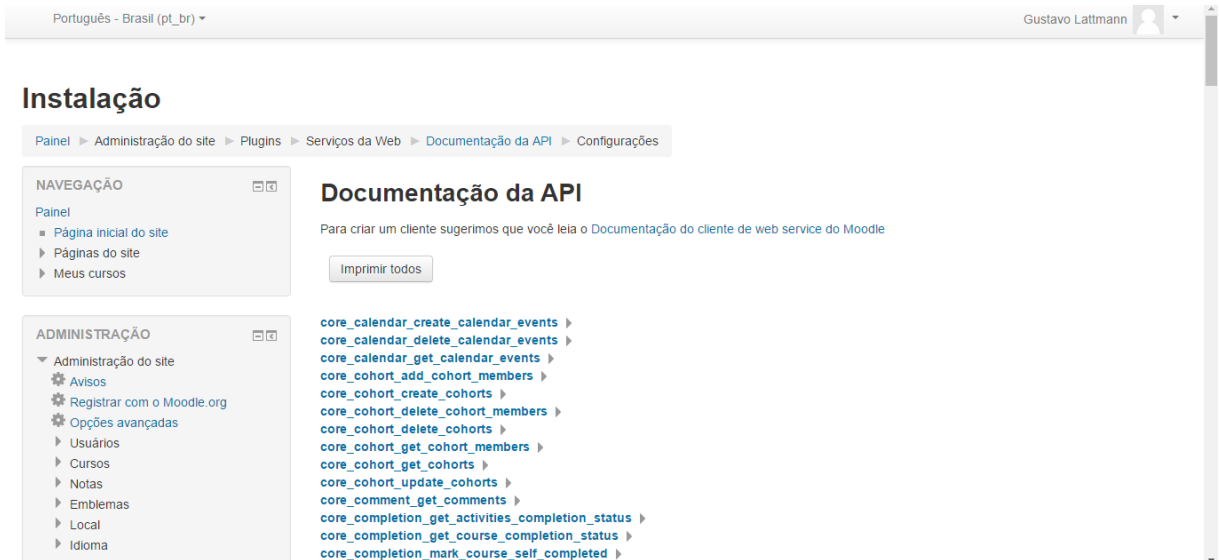 Português - Brasil (pt_br)
Gustavo Lattmann
Instalação
Painel Administração do site Plugins Serviços da Web Documentação da API Configurações
NAVEGAÇÃO
Painel
Página inicial do site
Páginas do site
Meus cursos
ADMINISTRAÇÃO
Administração do site
Avisos
Registrar com o Moodle.org
Opções avançadas
Usuários
Cursos
Notas
Emblemas
Local
Idioma
Documentação da API
Para criar um cliente sugerimos que você leia o Documentação do cliente de web service do Moodle
Imprimir todos
core_calendar_create_calendar_events
core_calendar_delete_calendar_events
core_calendar_get_calendar_events
core_cohort_add_cohort_members
core_cohort_create_cohorts
core_cohort_delete_cohort_members
core_cohort_delete_cohorts
core_cohort_get_cohort_members
core_cohort_get_cohorts
core_cohort_update_cohorts
core_comment_get_comments
core_completion_get_activities_completion_status
core_completion_get_course_completion_status
core_completion_mark_course_self_completed